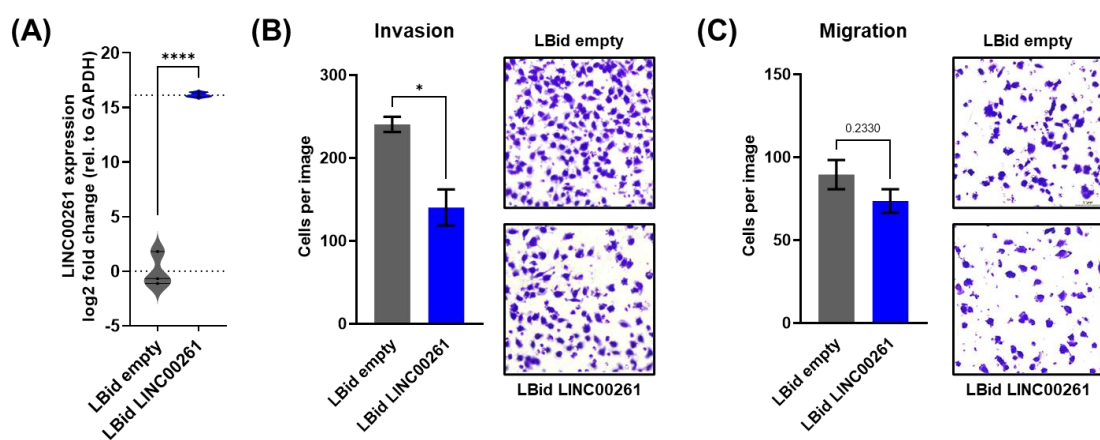 (A)
LINC00261 expression
log2 fold change (rel. to GAPDH)
20
15
10
5
0
-5
****
LBid empty
LBid LINC00261
(B)
Invasion
Cells per image
300
200
100
0
*
LBid empty
LBid LINC00261
LBid empty
LBid LINC00261
(C)
Migration
Cells per image
150
100
50
0
0.2330
LBid empty
LBid LINC00261
LBid empty
LBid LINC00261